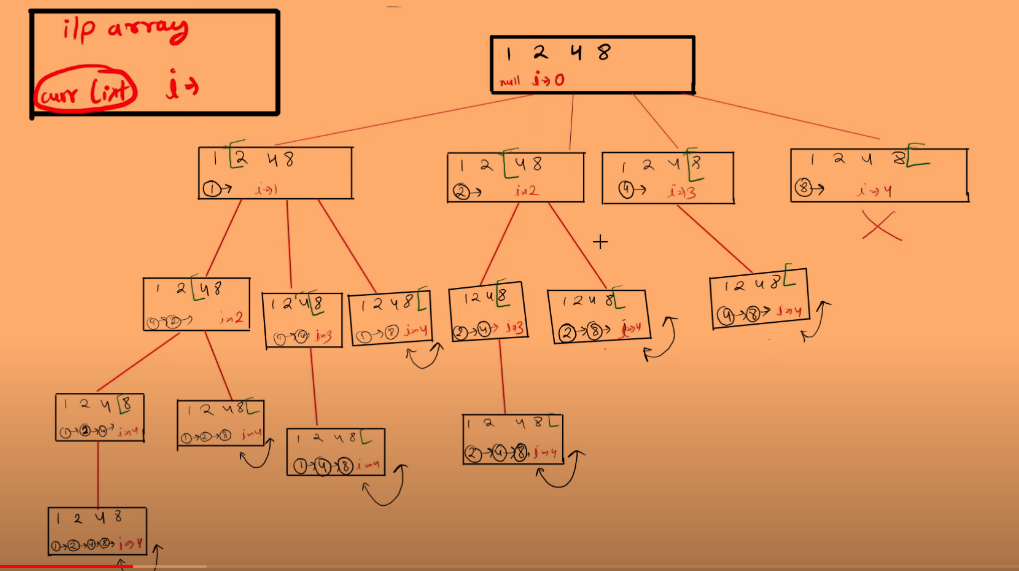 i/p array
curr list i→
1 2 4 8
null i→0
1 2 4 8
1→ i→1
1 2 4 8
2→ i→2
1 2 4 8
4→ i→3
1 2 4 8
8→ i→4
1 2 4 8
1→2→ i→2
1 2 4 8
1→4→ i→3
1 2 4 8
1→8 i→4
1 2 4 8
2→4→ i→3
1 2 4 8
2→8→ i→4
1 2 4 8
4→8→ i→4
1 2 4 8
1→2→4→ i→4
1 2 4 8
1→2→8 i→4
1 2 4 8
1→4→8 i→4
1 2 4 8
2→4→8 i→4
1 2 4 8
1→2→4→8→ i→4